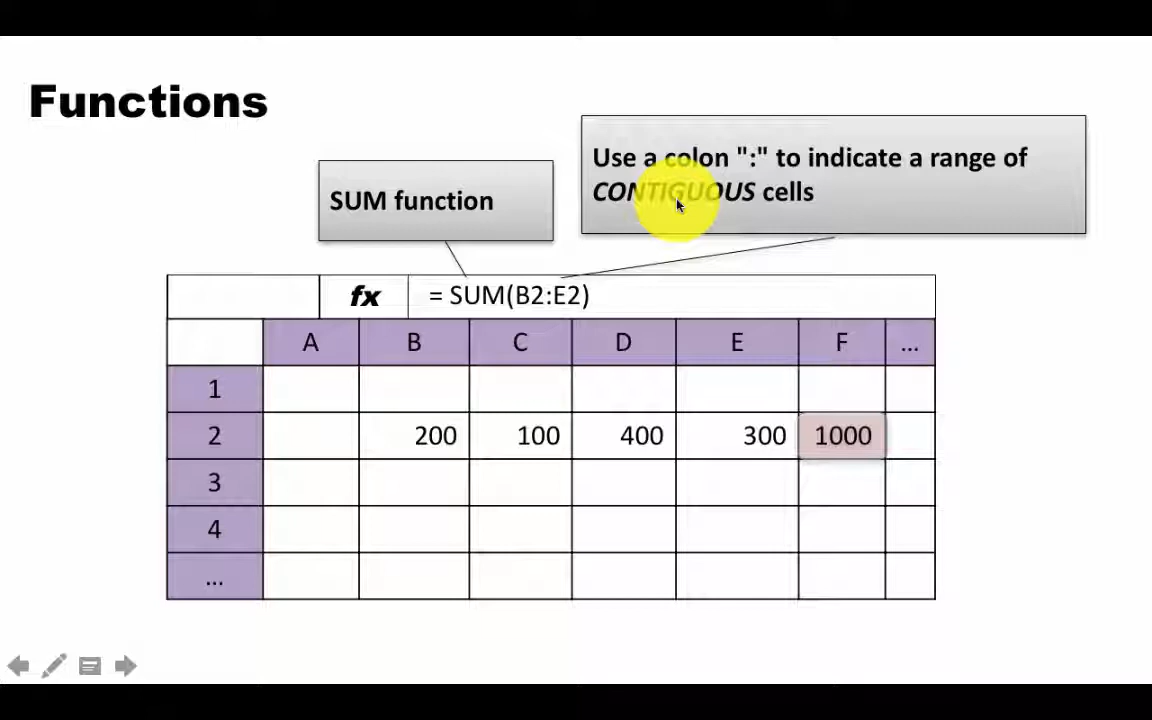 Functions
SUM function
Use a colon ":" to indicate a range of
CONTIGUOUS cells
fx = SUM(B2:E2)
A B C D E F ...
1
2 200 100 400 300 1000
3
4
...